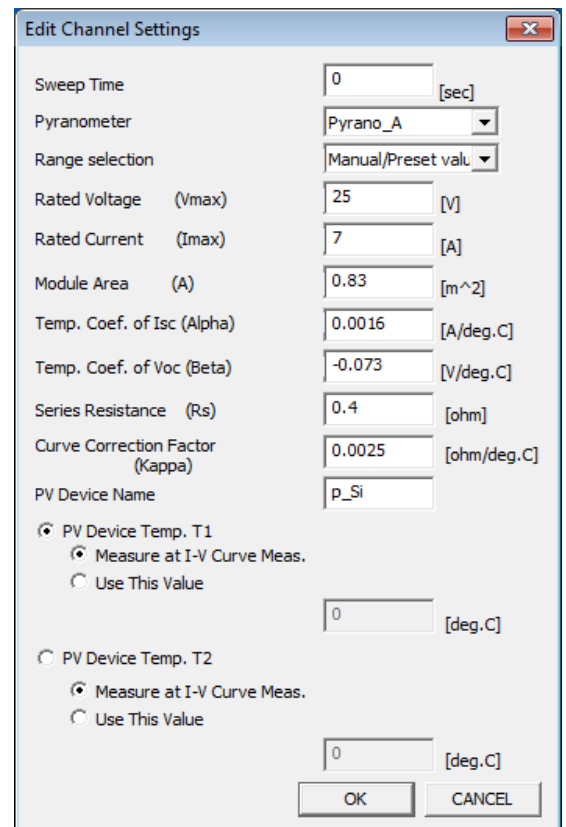 Edit Channel Settings
Sweep Time 0 [sec]
Pyranometer Pyrano_A
Range selection Manual/Preset valu
Rated Voltage (Vmax) 25 [V]
Rated Current (Imax) 7 [A]
Module Area (A) 0.83 [m^2]
Temp. Coef. of Isc (Alpha) 0.0016 [A/deg.C]
Temp. Coef. of Voc (Beta) -0.073 [V/deg.C]
Series Resistance (Rs) 0.4 [ohm]
Curve Correction Factor
(Kappa) 0.0025 [ohm/deg.C]
PV Device Name p_Si
PV Device Temp. T1
Measure at I-V Curve Meas.
Use This Value
0 [deg.C]
PV Device Temp. T2
Measure at I-V Curve Meas.
Use This Value
0 [deg.C]
OK CANCEL